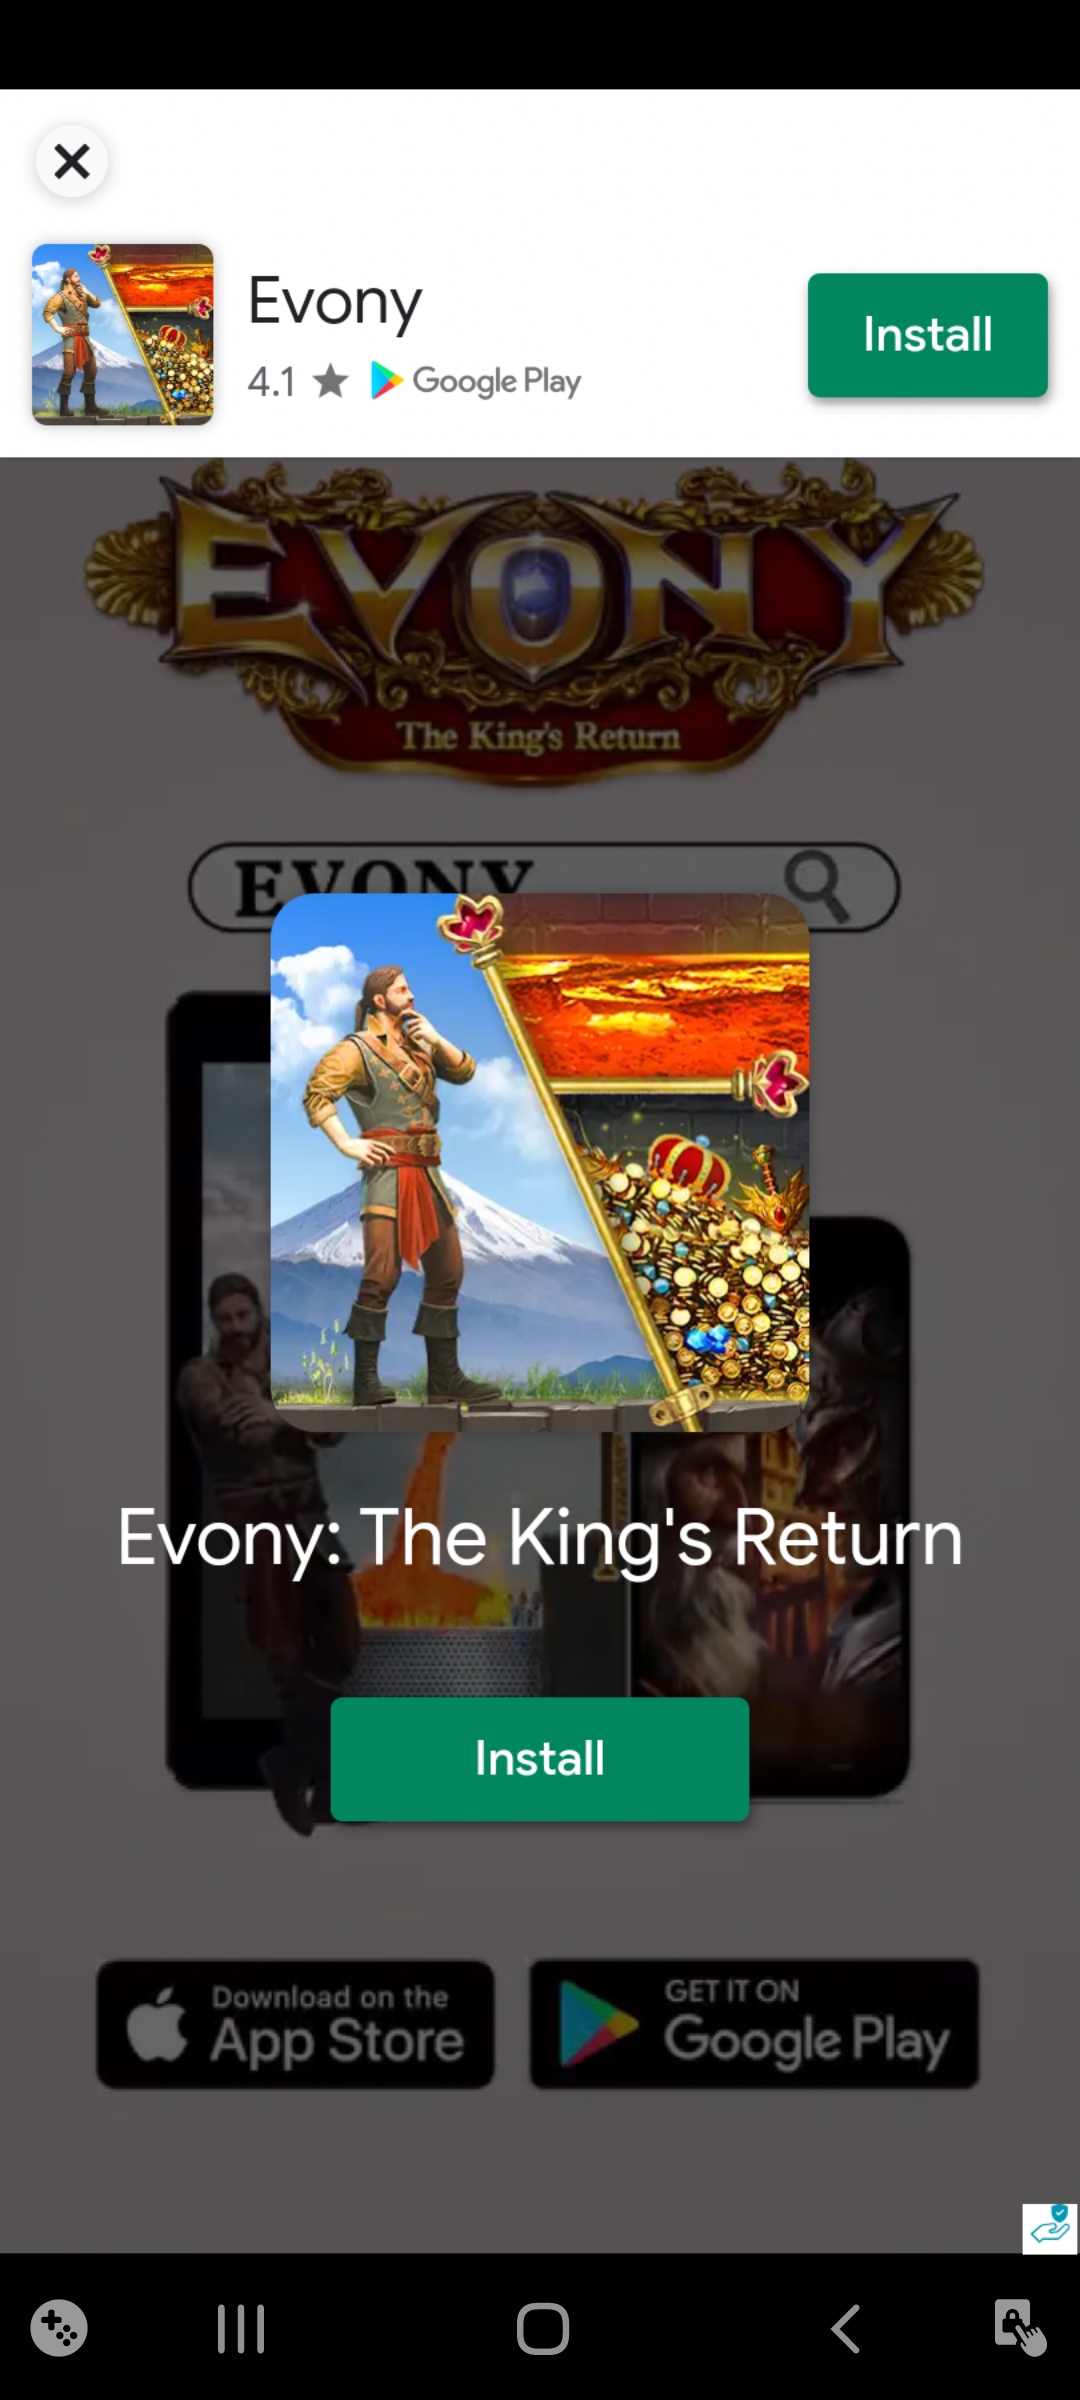 Evony
4.1 Google Play
Install
EVONY
The King's Return
EVONY
Evony: The King's Return
Install
Download on the
App Store
GET IT ON
Google Play